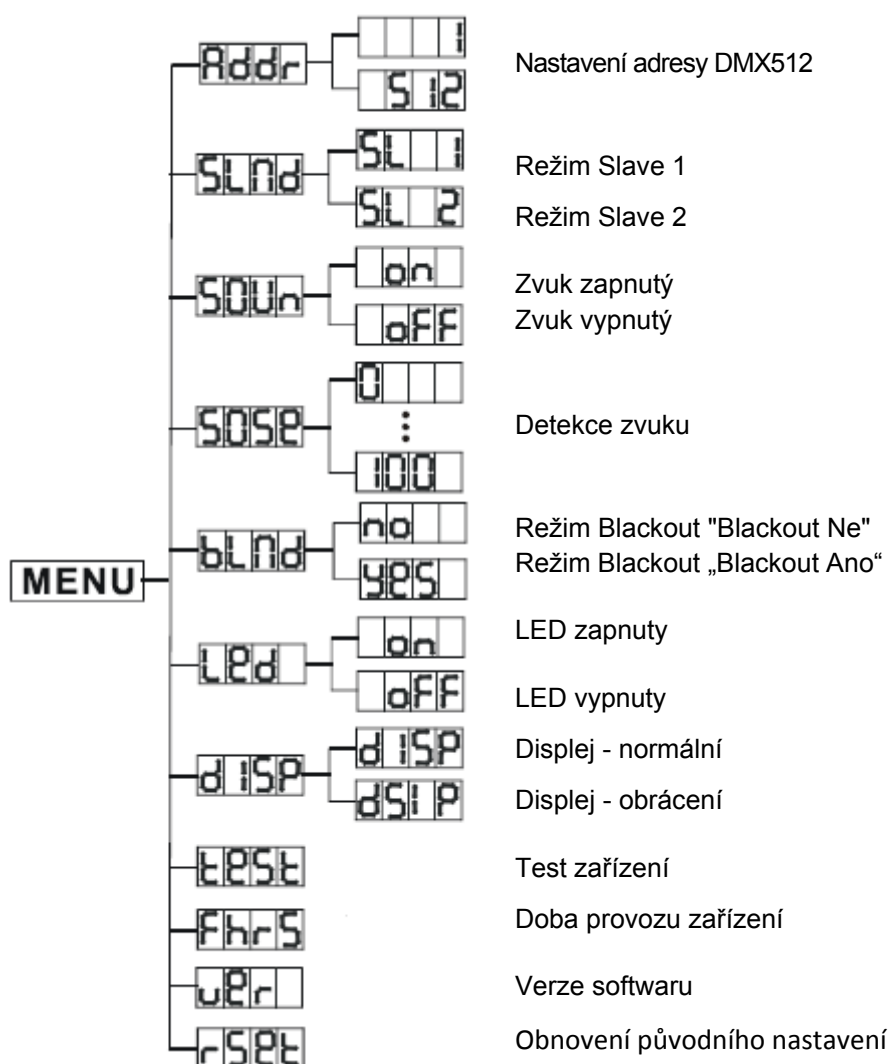 Addr
1
512
Nastavení adresy DMX512
SLNd
SL 1
Režim Slave 1
SL 2
Režim Slave 2
SOUn
on
Zvuk zapnutý
oFF
Zvuk vypnutý
SOSe
0
⋮
100
Detekce zvuku
MENU
bLNd
no
Režim Blackout "Blackout Ne"
yeS
Režim Blackout „Blackout Ano“
Led
on
LED zapnuty
oFF
LED vypnuty
diSP
diSP
Displej - normální
dSiP
Displej - obrácení
teSt
Test zařízení
FhrS
Doba provozu zařízení
ver
Verze softwaru
rSet
Obnovení původního nastavení